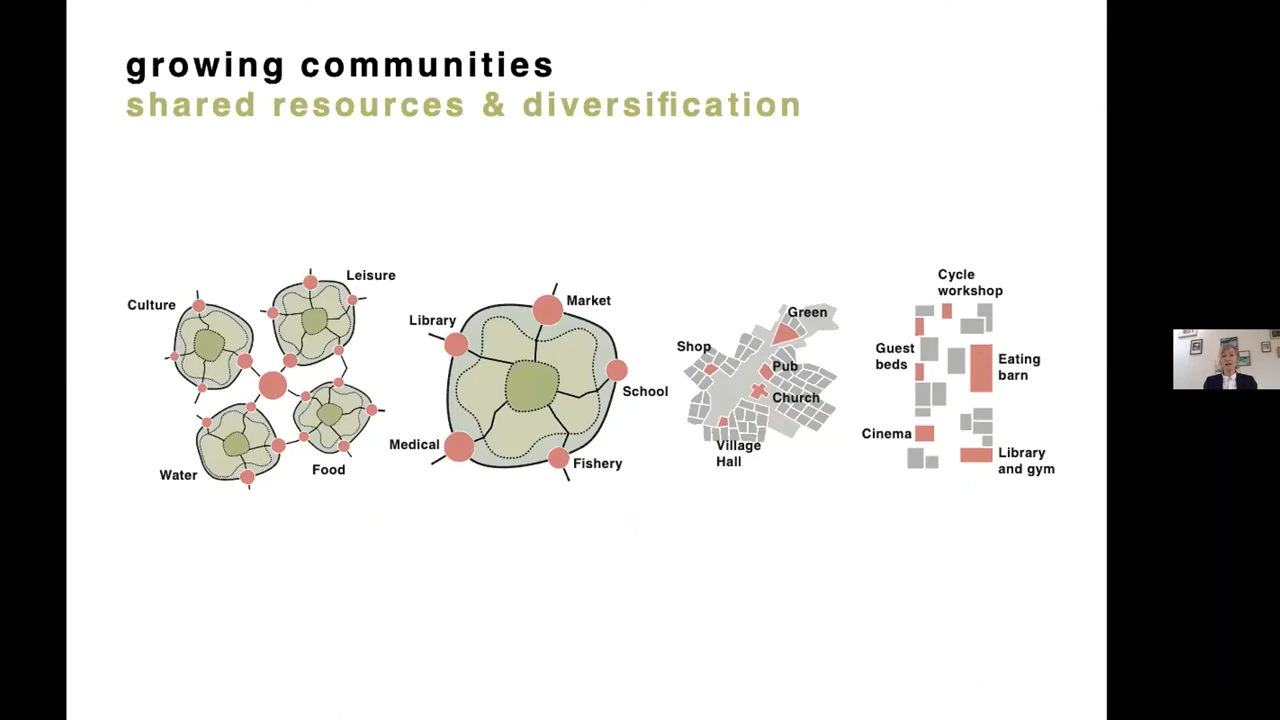 growing communities
shared resources & diversification
Culture
Leisure
Water
Food
Library
Market
School
Medical
Fishery
Shop
Green
Pub
Church
Village
Hall
Cycle
workshop
Guest
beds
Eating
barn
Cinema
Library
and gym